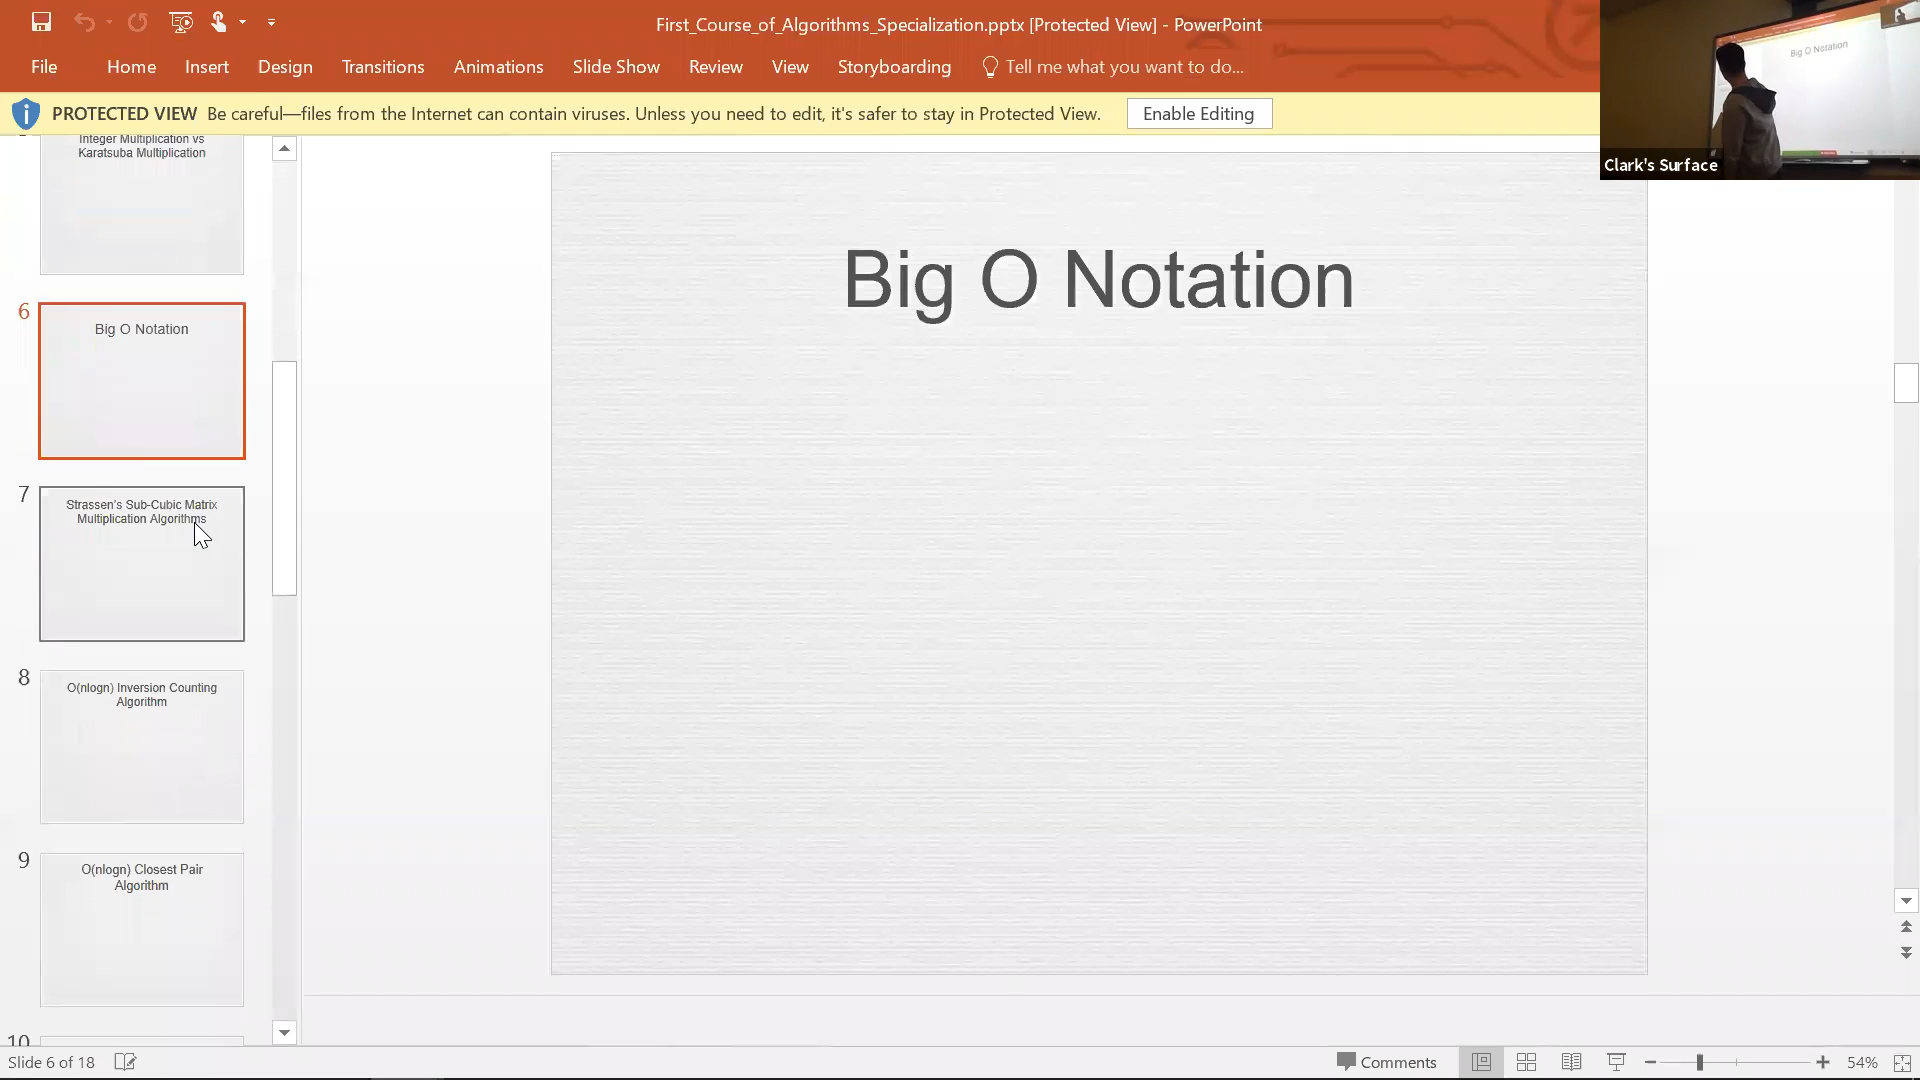 First_Course_of_Algorithms_Specialization.pptx [Protected View] - PowerPoint
File Home Insert Design Transitions Animations Slide Show Review View Storyboarding Tell me what you want to do...
PROTECTED VIEW Be careful—files from the Internet can contain viruses. Unless you need to edit, it's safer to stay in Protected View. Enable Editing
Big O Notation
Clark's Surface
Integer Multiplication vs
Karatsuba Multiplication
6
Big O Notation
7
Strassen's Sub-Cubic Matrix
Multiplication Algorithms
8
O(nlogn) Inversion Counting
Algorithm
9
O(nlogn) Closest Pair
Algorithm
10
Big O Notation
Slide 6 of 18
Comments
54%